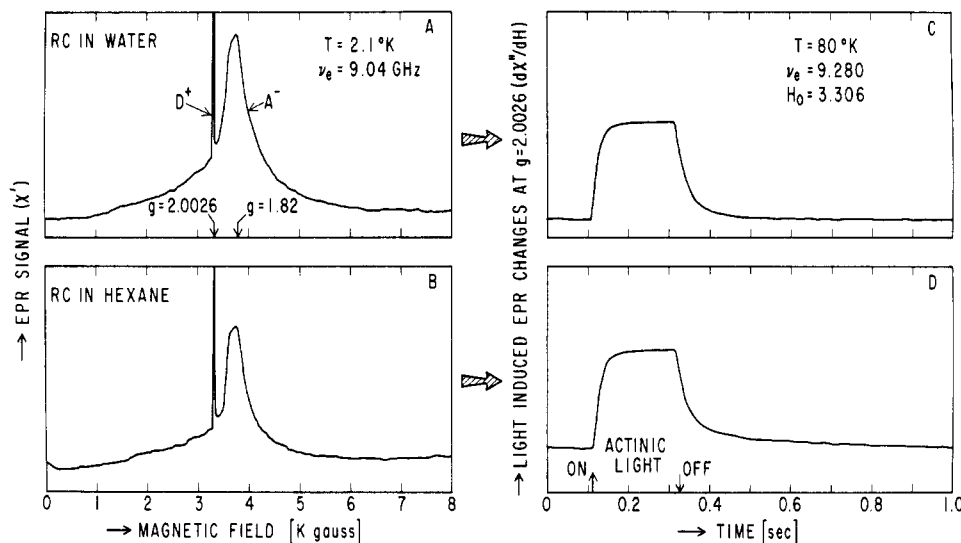 RC IN WATER
A
T = 2.1 °K
νe = 9.04 GHz
D+
A−
g=2.0026
g=1.82
RC IN HEXANE
B
0 1 2 3 4 5 6 7 8
→ MAGNETIC FIELD [K gauss]
→ EPR SIGNAL (χ')
C
T = 80 °K
νe = 9.280
H0 = 3.306
D
ON
ACTINIC
LIGHT
OFF
0 0.2 0.4 0.6 0.8 1.0
→ TIME [sec]
→ LIGHT INDUCED EPR CHANGES AT g=2.0026 (dχ"/dH)